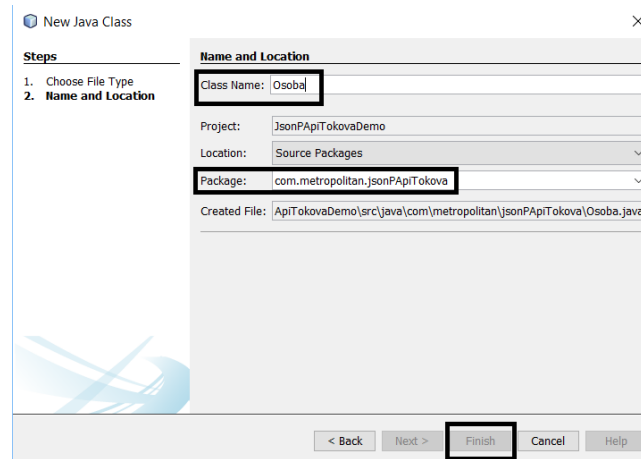 New Java Class
Steps
1. Choose File Type
2. Name and Location
Name and Location
Class Name: Osoba
Project: JsonPApiTokovaDemo
Location: Source Packages
Package: com.metropolitan.jsonPApiTokova
Created File: ApiTokovaDemo\src\java\com\metropolitan\jsonPApiTokova\Osoba.java
< Back Next > Finish Cancel Help